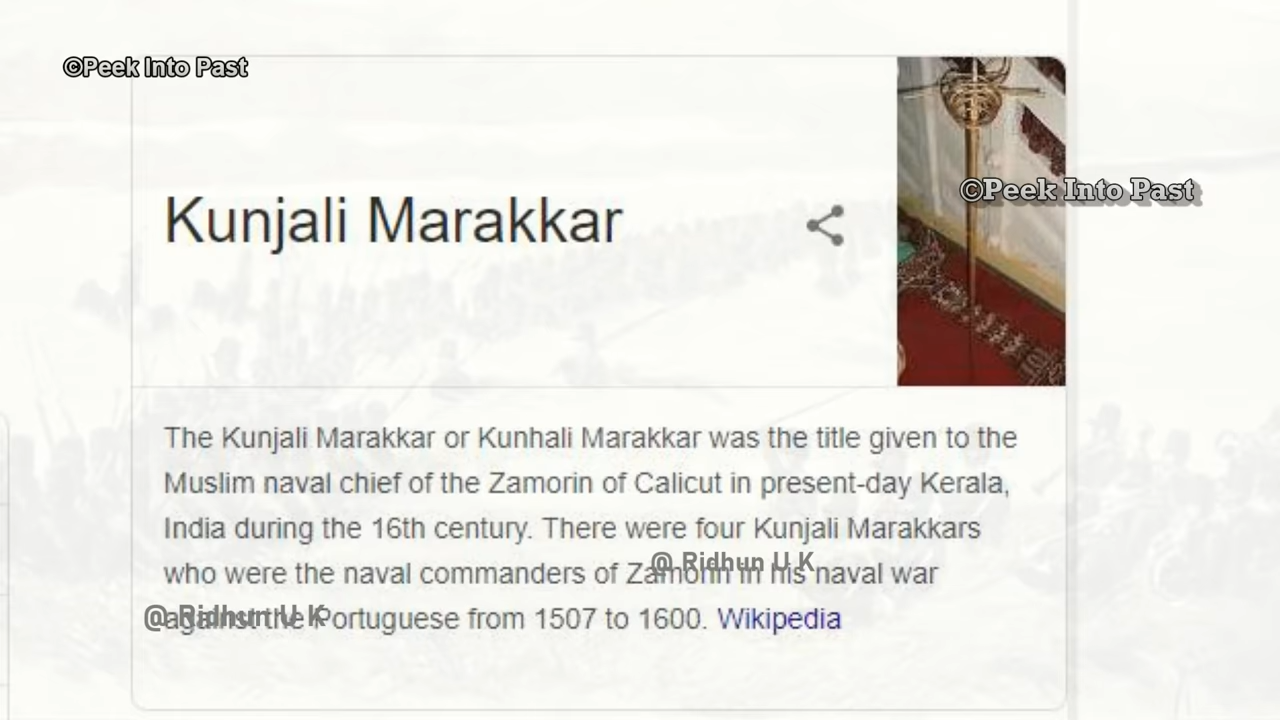 ©Peek Into Past
Kunjali Marakkar
©Peek Into Past
The Kunjali Marakkar or Kunhali Marakkar was the title given to the
Muslim naval chief of the Zamorin of Calicut in present-day Kerala,
India during the 16th century. There were four Kunjali Marakkars
@ Ridhun U K
who were the naval commanders of Zamorin in his naval war
@ Ridhun U K
against the Portuguese from 1507 to 1600. Wikipedia